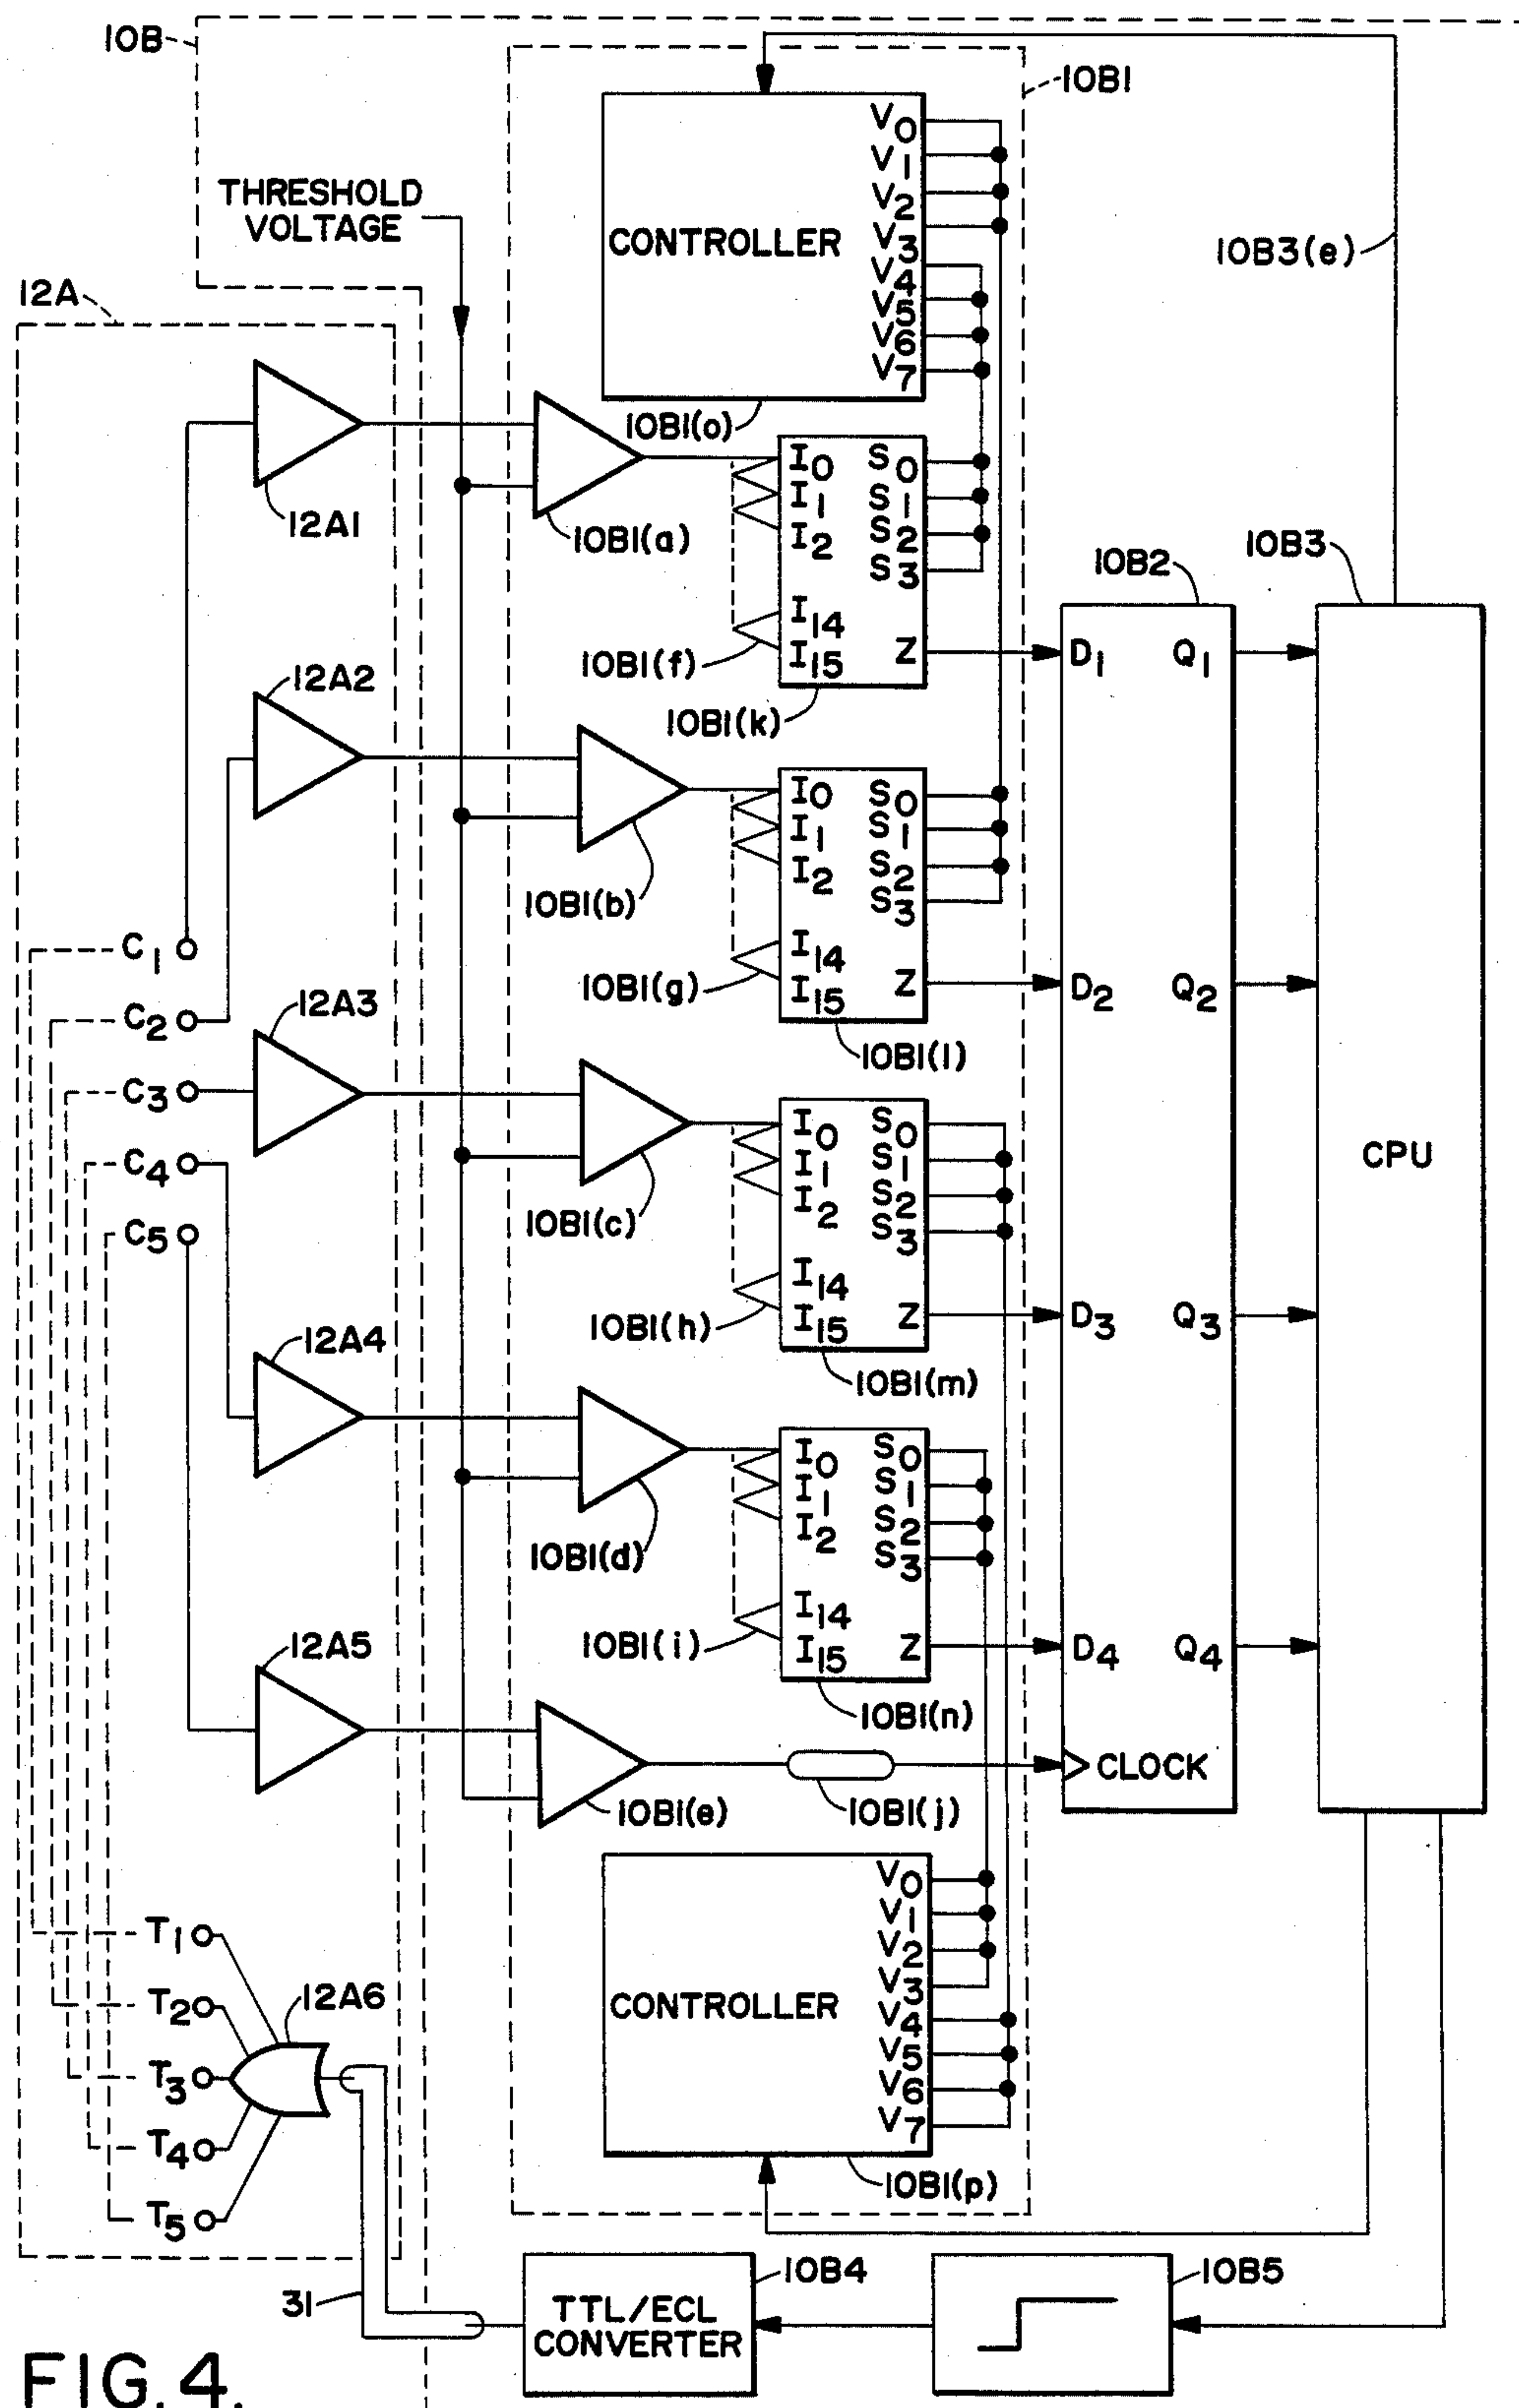 10B
10B1
THRESHOLD
VOLTAGE
CONTROLLER
V0
V1
V2
V3
V4
V5
V6
V7
10B3(e)
12A
10B1(o)
12A1
10B1(a)
I0 S0
I1 S1
I2 S2
S3
I14
I15 Z
10B1(f)
10B1(k)
10B2
10B3
D1 Q1
12A2
10B1(b)
I0 S0
I1 S1
I2 S2
S3
I14
I15 Z
10B1(g)
10B1(l)
D2 Q2
C1
C2
C3
C4
C5
12A3
10B1(c)
I0 S0
I1 S1
I2 S2
S3
I14
I15 Z
10B1(h)
10B1(m)
D3 Q3
CPU
12A4
10B1(d)
I0 S0
I1 S1
I2 S2
S3
I14
I15 Z
10B1(i)
10B1(n)
D4 Q4
12A5
10B1(e)
10B1(j)
CLOCK
CONTROLLER
V0
V1
V2
V3
V4
V5
V6
V7
10B1(p)
T1
T2
T3
T4
T5
12A6
31
TTL/ECL
CONVERTER
10B4
10B5
FIG. 4.